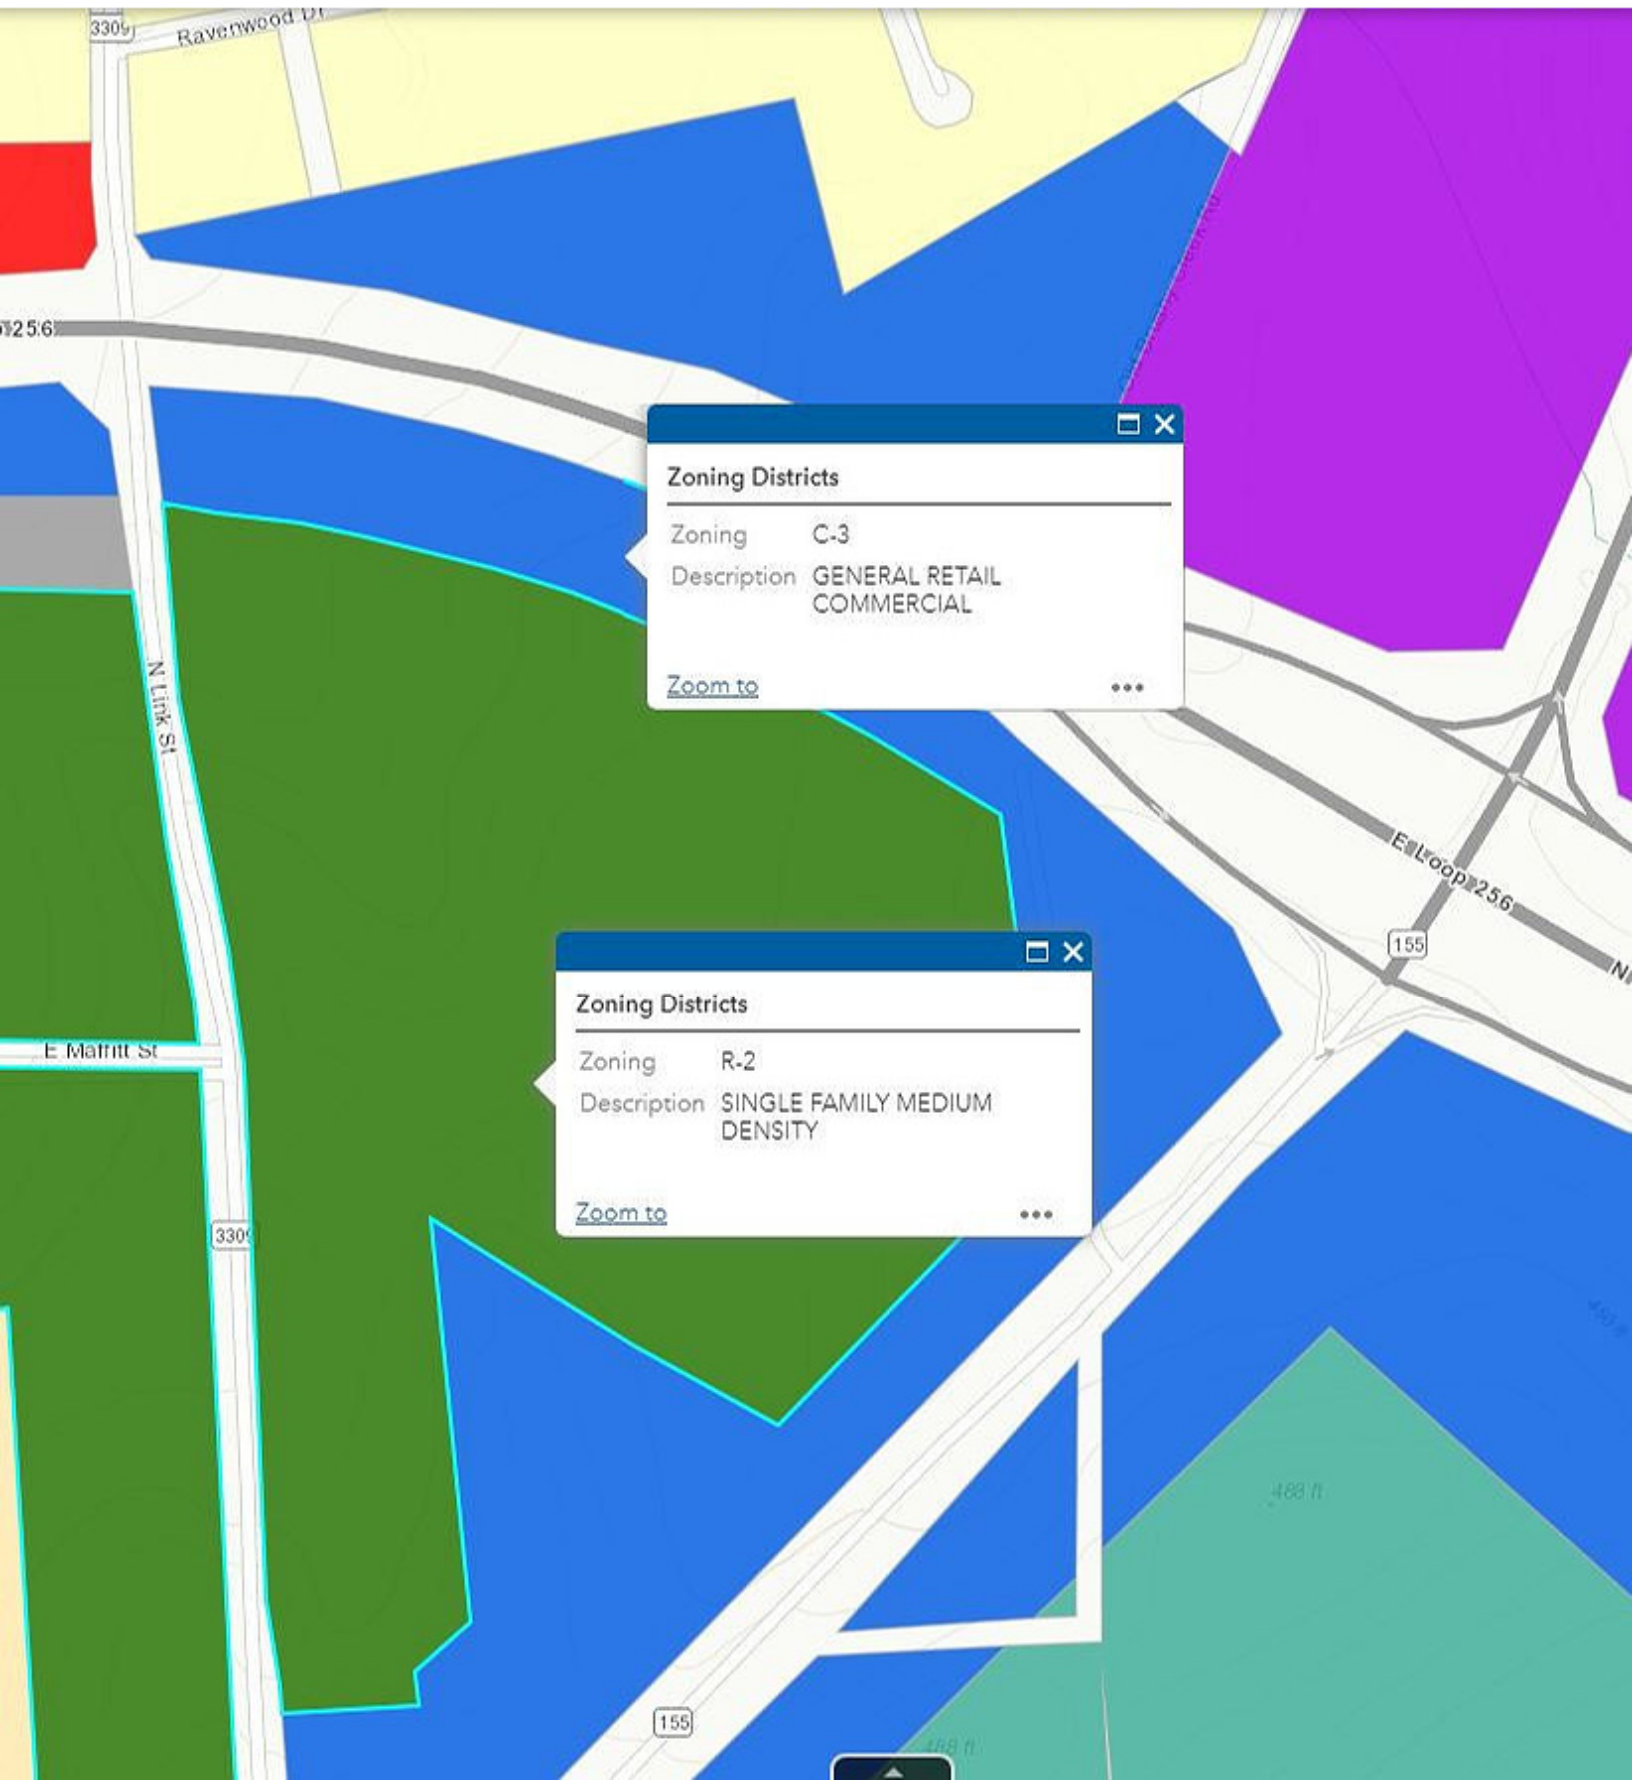 3309
Ravenwood Dr
256
Zoning Districts
Zoning C-3
Description GENERAL RETAIL
COMMERCIAL
Zoom to
N Link St
E Loop 256
155
Zoning Districts
E Maffitt St
Zoning R-2
Description SINGLE FAMILY MEDIUM
DENSITY
Zoom to
3309
488 ft
155
488 ft